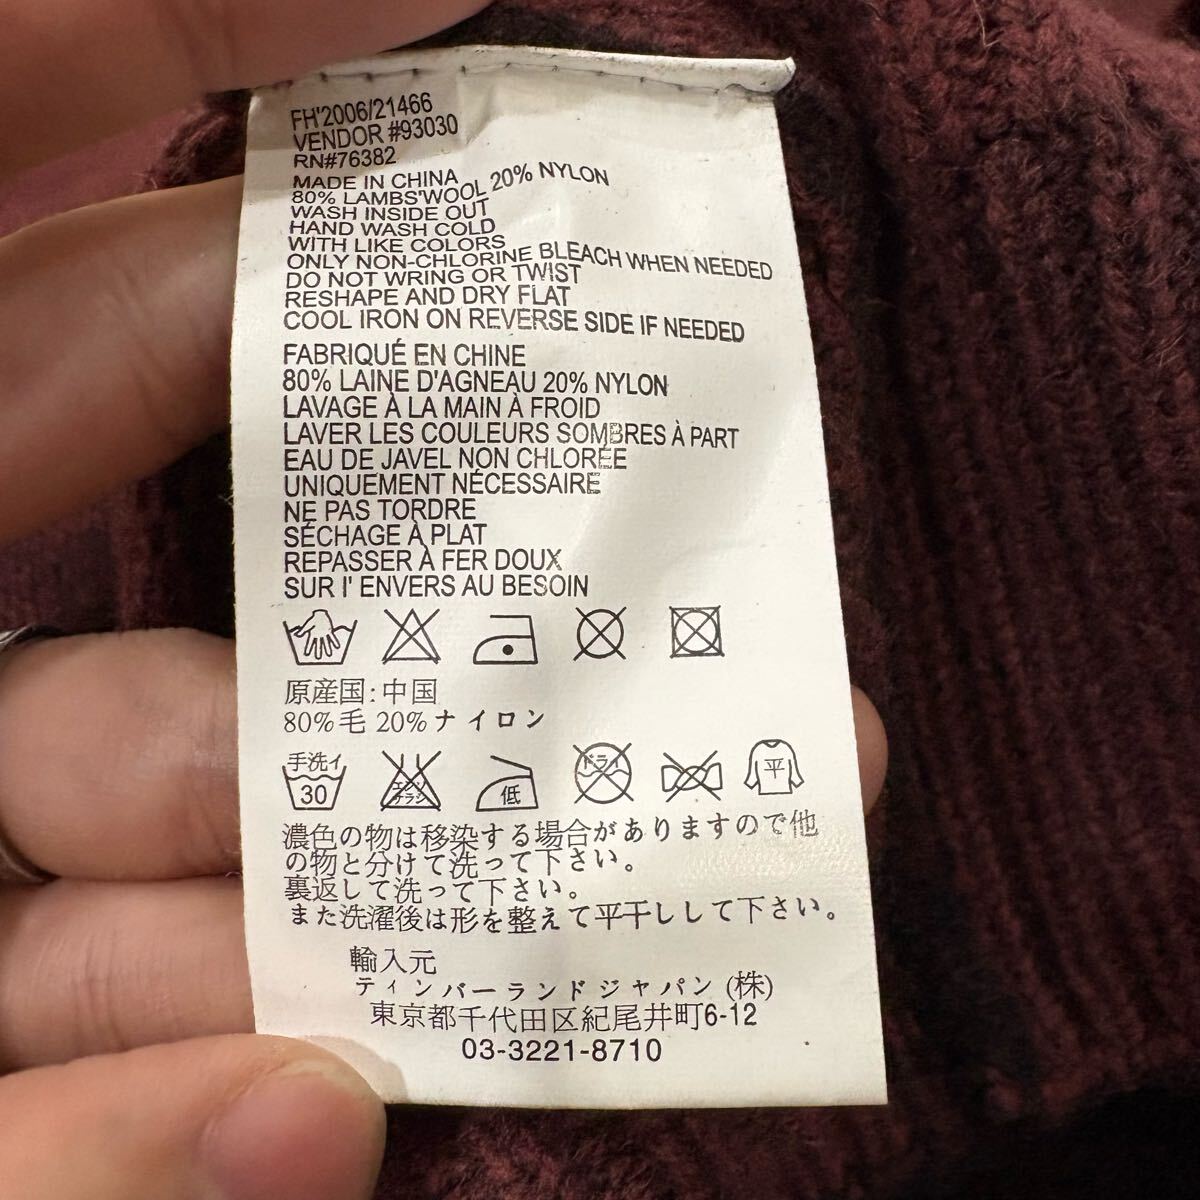 FH'2006/21466
VENDOR #93030
RN#76382
MADE IN CHINA
80% LAMBS'WOOL 20% NYLON
WASH INSIDE OUT
HAND WASH COLD
WITH LIKE COLORS
ONLY NON-CHLORINE BLEACH WHEN NEEDED
DO NOT WRING OR TWIST
RESHAPE AND DRY FLAT
COOL IRON ON REVERSE SIDE IF NEEDED
FABRIQUÉ EN CHINE
80% LAINE D'AGNEAU 20% NYLON
LAVAGE À LA MAIN À FROID
LAVER LES COULEURS SOMBRES À PART
EAU DE JAVEL NON CHLORÉE
UNIQUEMENT NÉCESSAIRE
NE PAS TORDRE
SÉCHAGE À PLAT
REPASSER À FER DOUX
SUR I' ENVERS AU BESOIN
原産国:中国
80%毛 20%ナイロン
手洗イ 30 エンソ サラシ 低 ドライ 平
濃色の物は移染する場合がありますので他
の物と分けて洗って下さい。
裏返して洗って下さい。
また洗濯後は形を整えて平干しして下さい。
輸入元
ティンバーランドジャパン(株)
東京都千代田区紀尾井町6-12
03-3221-8710